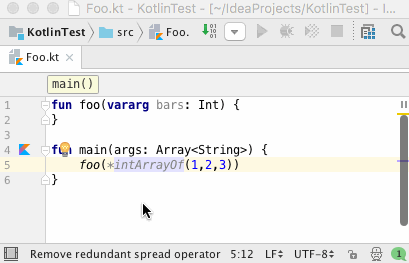 Foo.kt - KotlinTest - [~/IdeaProjects/KotlinTest] - I...
KotlinTest src Foo.
Foo.kt
main()
1 fun foo(vararg bars: Int) {
2 }
3
4 fun main(args: Array<String>) {
5 foo(*intArrayOf(1,2,3))
6 }
Remove redundant spread operator 5:12 LF UTF-8 1